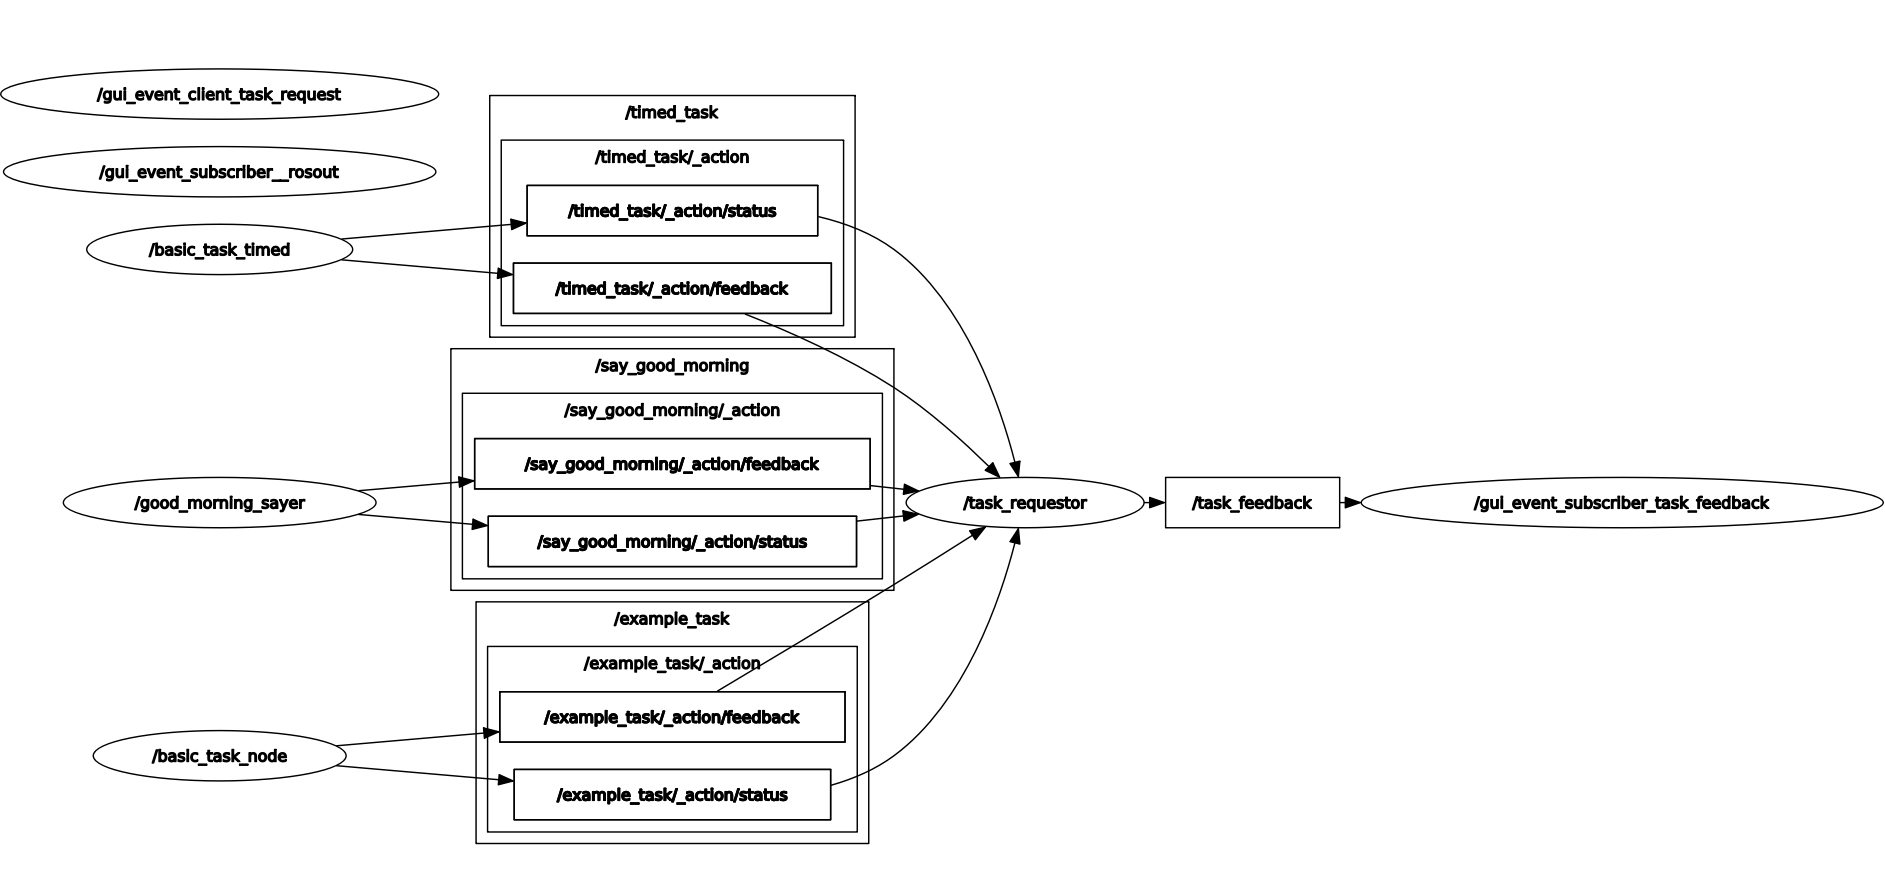 /gui_event_client_task_request
/gui_event_subscriber__rosout
/basic_task_timed
/timed_task
/timed_task/_action
/timed_task/_action/status
/timed_task/_action/feedback
/good_morning_sayer
/say_good_morning
/say_good_morning/_action
/say_good_morning/_action/feedback
/say_good_morning/_action/status
/basic_task_node
/example_task
/example_task/_action
/example_task/_action/feedback
/example_task/_action/status
/task_requestor
/task_feedback
/gui_event_subscriber_task_feedback